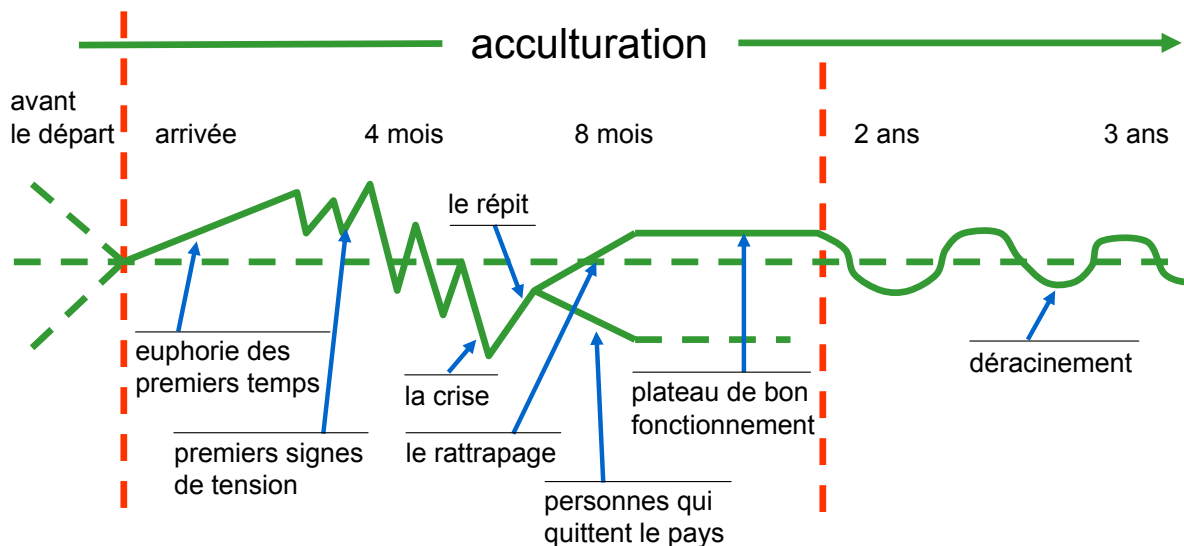 acculturation
avant
le départ
arrivée
4 mois
8 mois
2 ans
3 ans
le répit
euphorie des
premiers temps
premiers signes
de tension
la crise
le rattrapage
personnes qui
quittent le pays
plateau de bon
fonctionnement
déracinement